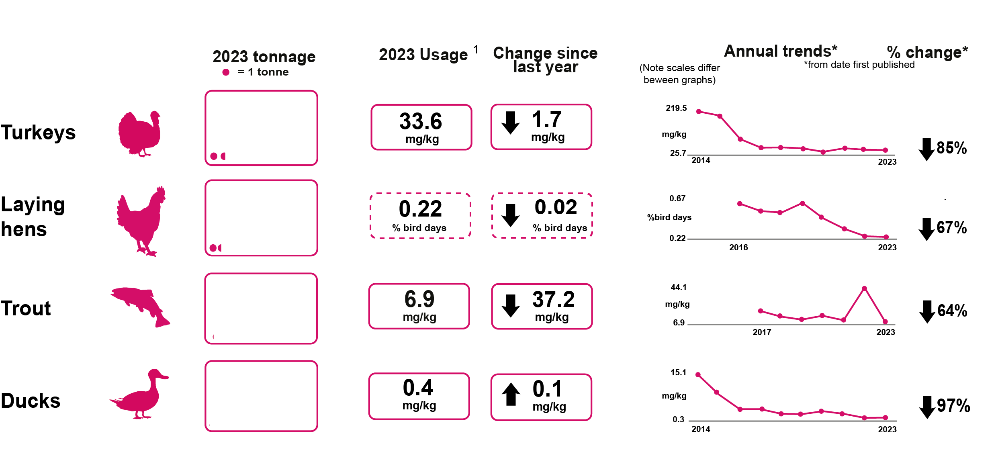 2023 tonnage
= 1 tonne
2023 Usage 1
Change since
last year
Annual trends*
% change*
*from date first published
(Note scales differ
beween graphs)
Turkeys
33.6
mg/kg
1.7
mg/kg
219.5
mg/kg
25.7
2014
2023
85%
Laying
hens
0.22
% bird days
0.02
% bird days
0.67
%bird days
0.22
2016
2023
-
67%
Trout
6.9
mg/kg
37.2
mg/kg
44.1
mg/kg
6.9
2017
2023
64%
Ducks
0.4
mg/kg
0.1
mg/kg
15.1
mg/kg
0.3
2014
2023
97%